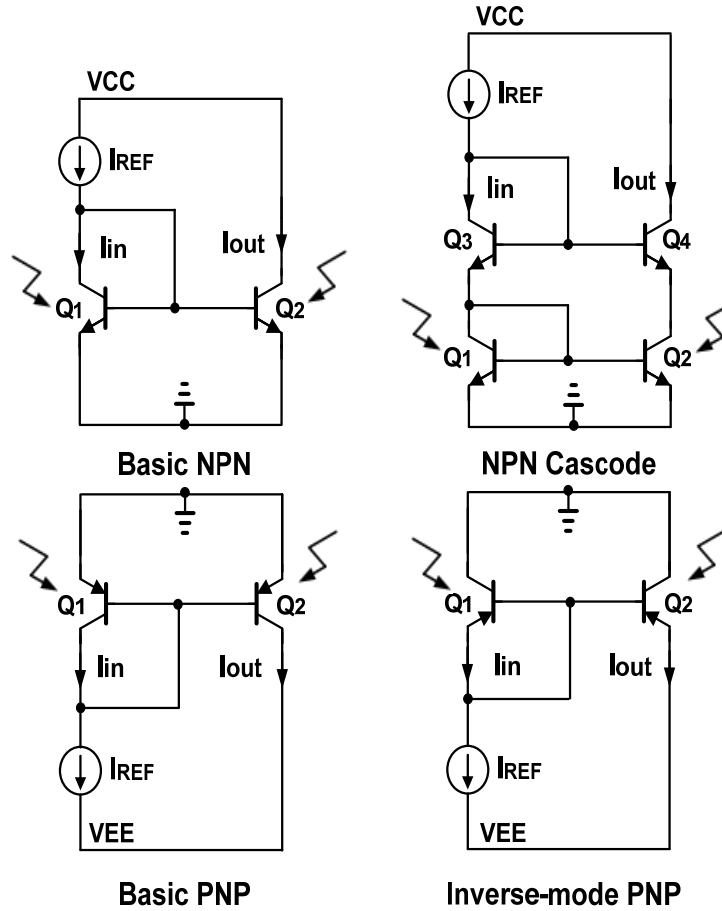 VCC
IREF
Iin
Iout
Q1
Q2
Basic NPN
VCC
IREF
Iin
Iout
Q3
Q4
Q1
Q2
NPN Cascode
Q1
Q2
Iin
Iout
IREF
VEE
Basic PNP
Q1
Q2
Iin
Iout
IREF
VEE
Inverse-mode PNP